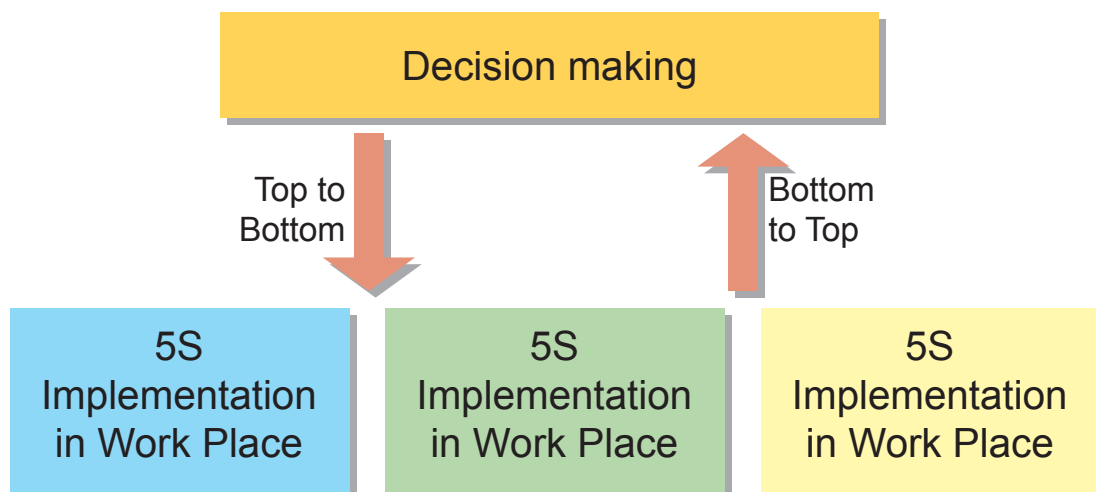 Decision making
Top to
Bottom
Bottom
to Top
5S
Implementation
in Work Place
5S
Implementation
in Work Place
5S
Implementation
in Work Place